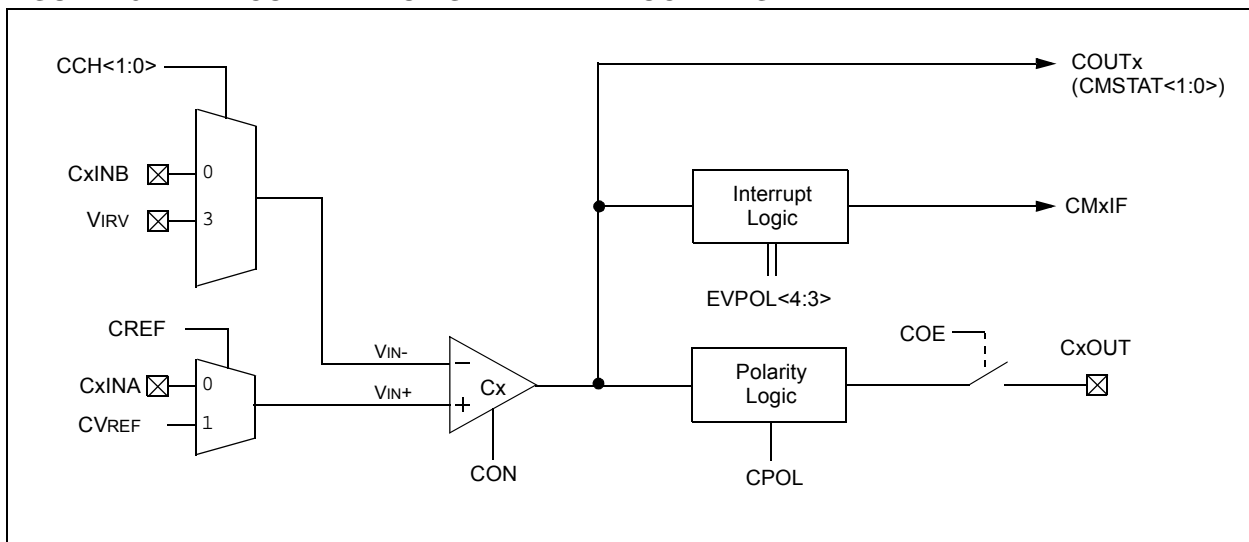 CCH<1:0>
COUTx
(CMSTAT<1:0>)
CxINB
0
VIRV
3
Interrupt
Logic
CMxIF
EVPOL<4:3>
CREF
COE
CxOUT
VIN-
CxINA
0
Cx
Polarity
Logic
VIN+
CVREF
1
CON
CPOL